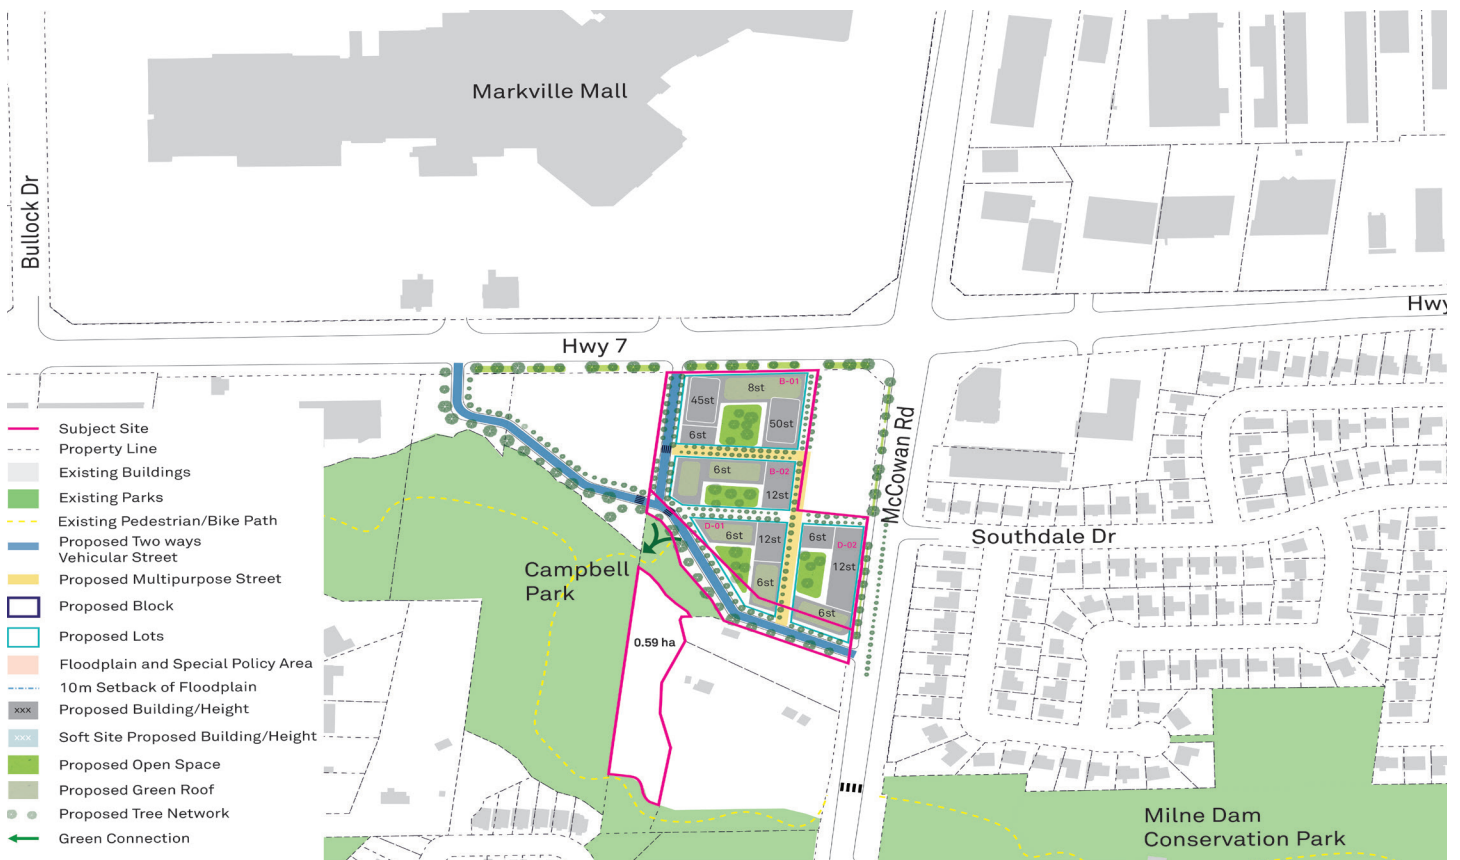 Markville Mall
Bullock Dr
Hwy 7
Hwy
McCowan Rd
Southdale Dr
Campbell
Park
0.59 ha
Milne Dam
Conservation Park
B-01
8st
45st
50st
6st
6st
B-02
12st
D-01
6st
12st
6st
6st
D-02
12st
6st
Subject Site
Property Line
Existing Buildings
Existing Parks
Existing Pedestrian/Bike Path
Proposed Two ways
Vehicular Street
Proposed Multipurpose Street
Proposed Block
Proposed Lots
Floodplain and Special Policy Area
10m Setback of Floodplain
xxx Proposed Building/Height
xxx Soft Site Proposed Building/Height
Proposed Open Space
Proposed Green Roof
Proposed Tree Network
Green Connection